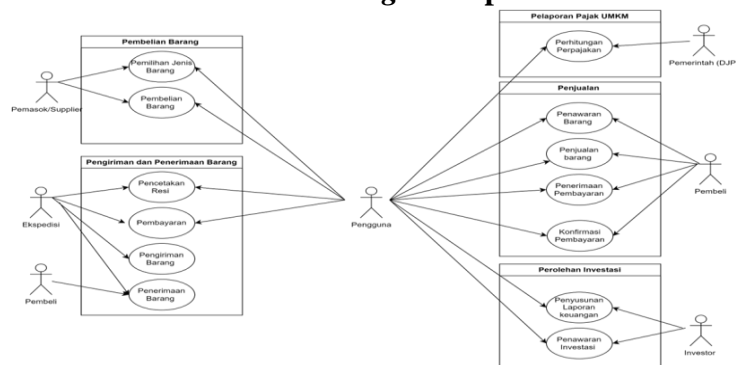 Pembelian Barang
Pemilihan Jenis
Barang
Pembelian
Barang
Pemasok/Supplier
Pengiriman dan Penerimaan Barang
Pencetakan
Resi
Pembayaran
Pengiriman
Barang
Penerimaan
Barang
Ekspedisi
Pembeli
Pengguna
Pelaporan Pajak UMKM
Perhitungan
Perpajakan
Pemerintah (DJP
Penjualan
Penawaran
Barang
Penjualan
barang
Penerimaan
Pembayaran
Konfirmasi
Pembayaran
Pembeli
Perolehan Investasi
Penyusunan
Laporan
keuangan
Penawaran
Investasi
Investor